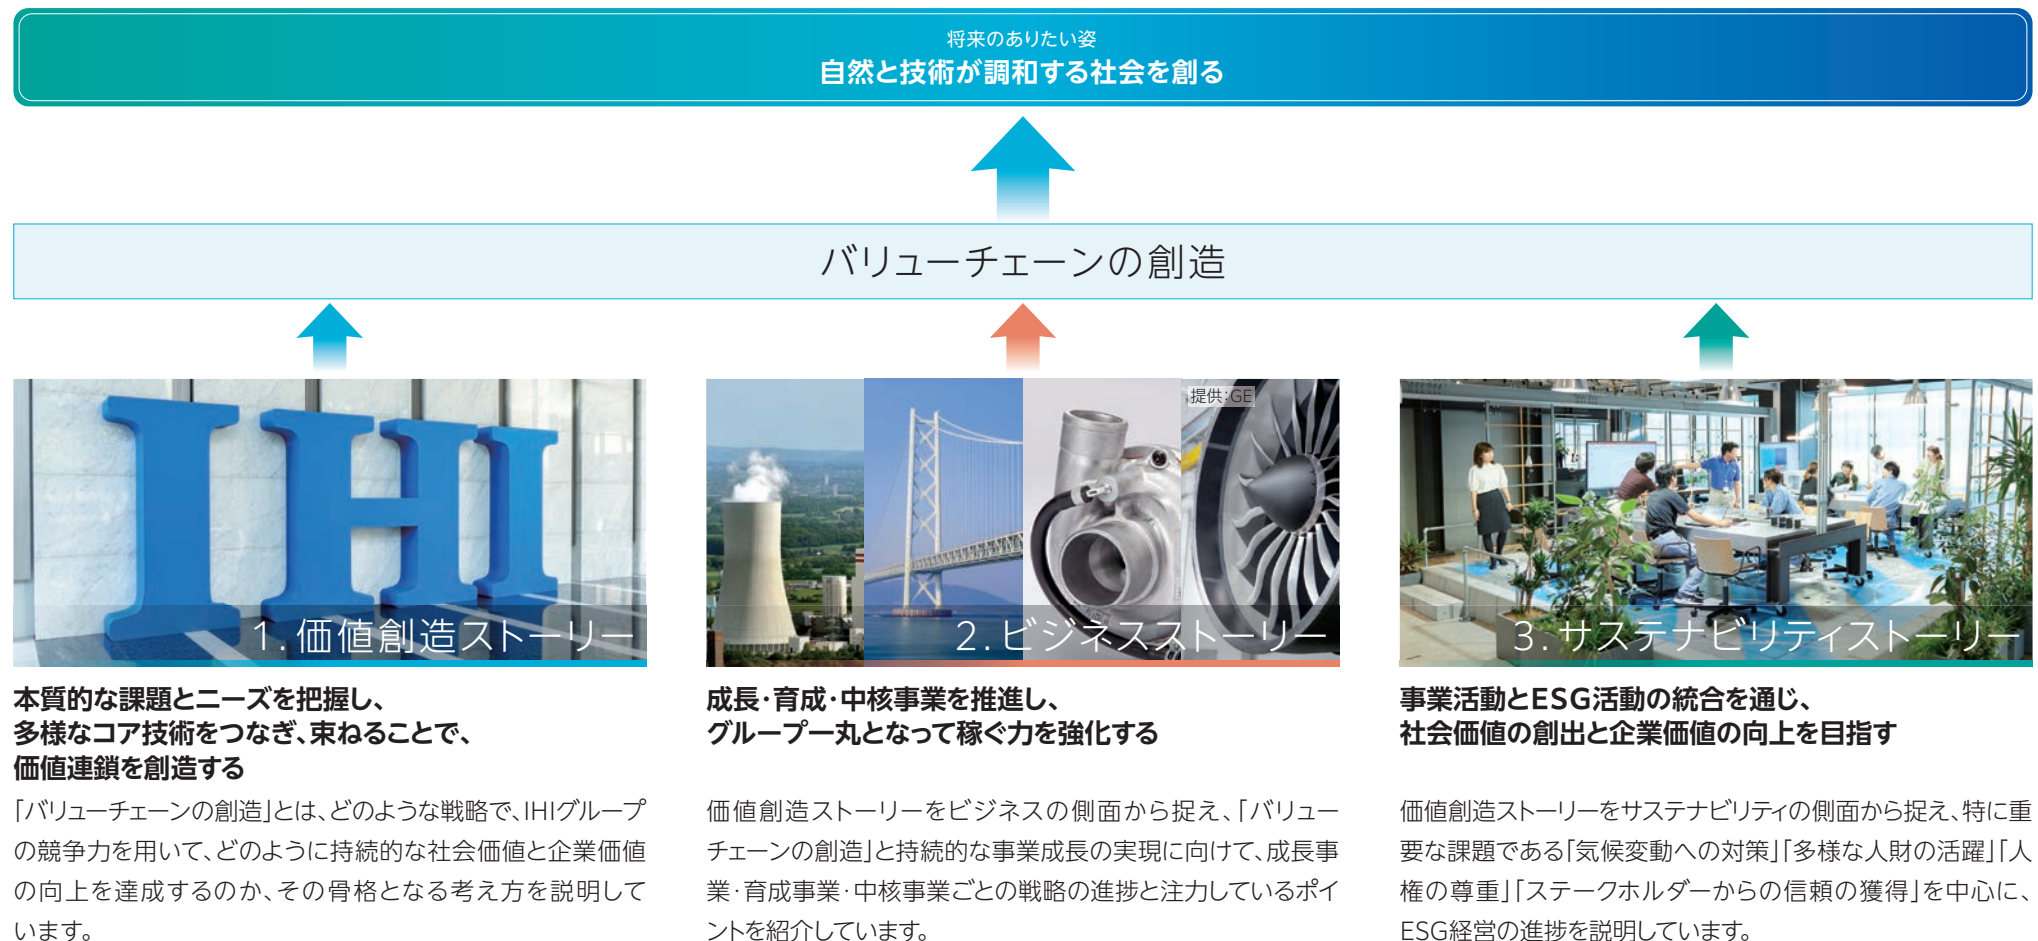 将来のありたい姿
自然と技術が調和する社会を創る
バリューチェーンの創造
IHI
1.価値創造ストーリー
本質的な課題とニーズを把握し、
多様なコア技術をつなぎ、束ねることで、
価値連鎖を創造する
「バリューチェーンの創造」とは、どのような戦略で、IHIグループ
の競争力を用いて、どのように持続的な社会価値と企業価値
の向上を達成するのか、その骨格となる考え方を説明して
います。
提供:GE
2.ビジネスストーリー
成長・育成・中核事業を推進し、
グループ一丸となって稼ぐ力を強化する
価値創造ストーリーをビジネスの側面から捉え、「バリュー
チェーンの創造」と持続的な事業成長の実現に向けて、成長事
業・育成事業・中核事業ごとの戦略の進捗と注力しているポイ
ントを紹介しています。
3.サステナビリティストーリー
事業活動とESG活動の統合を通じ、
社会価値の創出と企業価値の向上を目指す
価値創造ストーリーをサステナビリティの側面から捉え、特に重
要な課題である「気候変動への対策」「多様な人財の活躍」「人
権の尊重」「ステークホルダーからの信頼の獲得」を中心に、
ESG経営の進捗を説明しています。